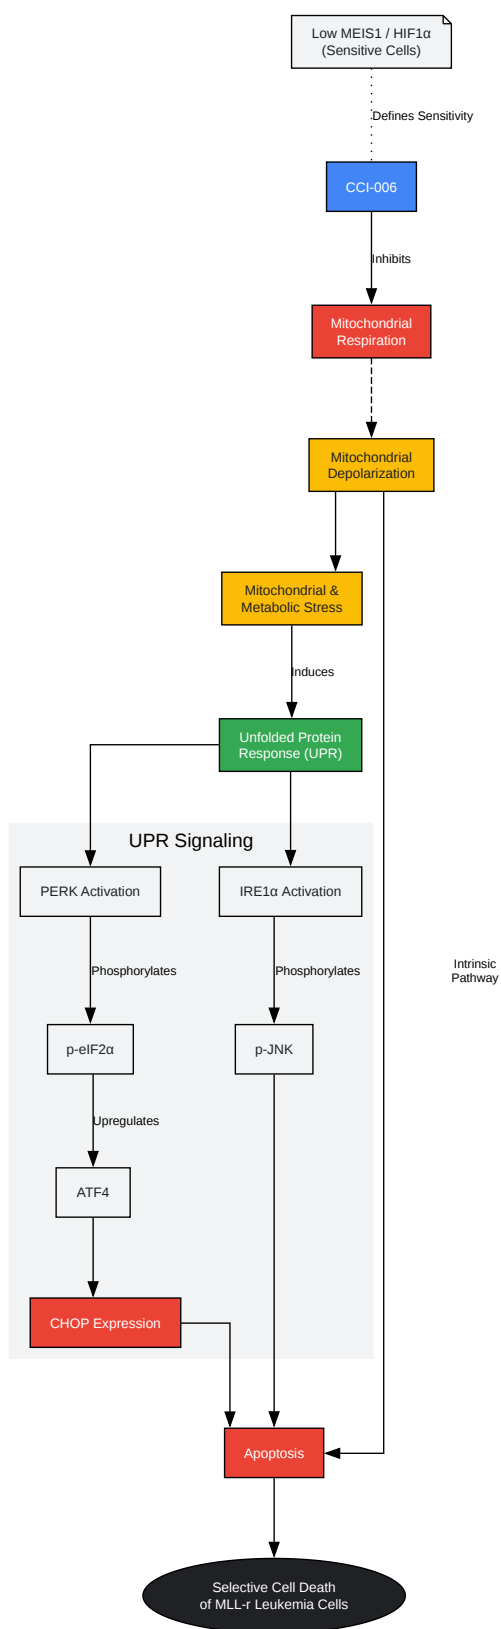 Low MEIS1 / HIF1α
(Sensitive Cells)
Defines Sensitivity
CCI-006
Inhibits
Mitochondrial
Respiration
Mitochondrial
Depolarization
Mitochondrial &
Metabolic Stress
Induces
Unfolded Protein
Response (UPR)
UPR Signaling
PERK Activation
IRE1α Activation
Phosphorylates
Phosphorylates
Intrinsic
Pathway
p-eIF2α
p-JNK
Upregulates
ATF4
CHOP Expression
Apoptosis
Selective Cell Death
of MLL-r Leukemia Cells